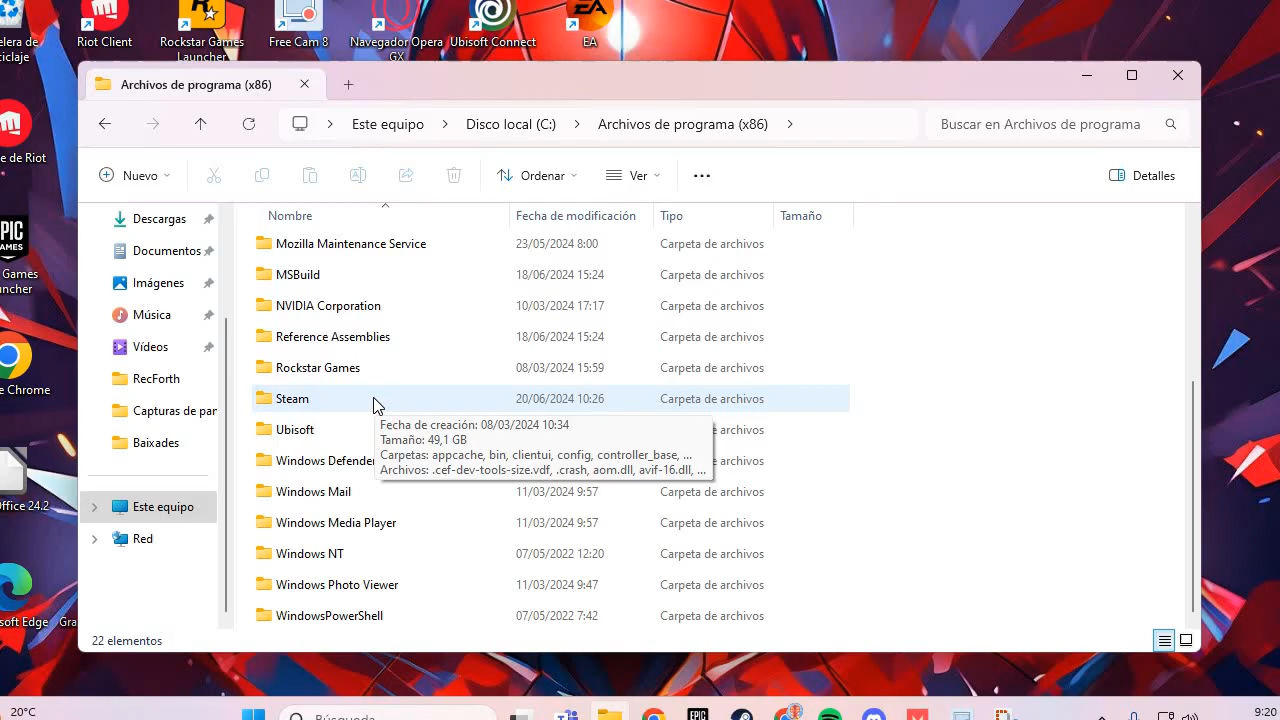 elera de
ciclaje
Riot Client
Rockstar Games
Launcher
Free Cam 8
Navegador Opera
GX
Ubisoft Connect
EA
Archivos de programa (x86)
Este equipo
Disco local (C:)
Archivos de programa (x86)
Buscar en Archivos de programa
Nuevo
Ordenar
Ver
Detalles
Nombre
Fecha de modificación
Tipo
Tamaño
e de Riot
EPIC
GAMES
Games
uncher
e Chrome
Office 24.2
soft Edge
Gra
Descargas
Documentos
Imágenes
Música
Vídeos
RecForth
Capturas de par
Baixades
Este equipo
Red
Mozilla Maintenance Service 23/05/2024 8:00 Carpeta de archivos
MSBuild 18/06/2024 15:24 Carpeta de archivos
NVIDIA Corporation 10/03/2024 17:17 Carpeta de archivos
Reference Assemblies 18/06/2024 15:24 Carpeta de archivos
Rockstar Games 08/03/2024 15:59 Carpeta de archivos
Steam 20/06/2024 10:26 Carpeta de archivos
Ubisoft e archivos
Windows Defender e archivos
Fecha de creación: 08/03/2024 10:34
Tamaño: 49,1 GB
Carpetas: appcache, bin, clientui, config, controller_base, ...
Archivos: .cef-dev-tools-size.vdf, .crash, aom.dll, avif-16.dll, ...
Windows Mail 11/03/2024 9:57 Carpeta de archivos
Windows Media Player 11/03/2024 9:57 Carpeta de archivos
Windows NT 07/05/2022 12:20 Carpeta de archivos
Windows Photo Viewer 11/03/2024 9:47 Carpeta de archivos
WindowsPowerShell 07/05/2022 7:42 Carpeta de archivos
22 elementos
20°C
Búsqueda
EPIC
9:20